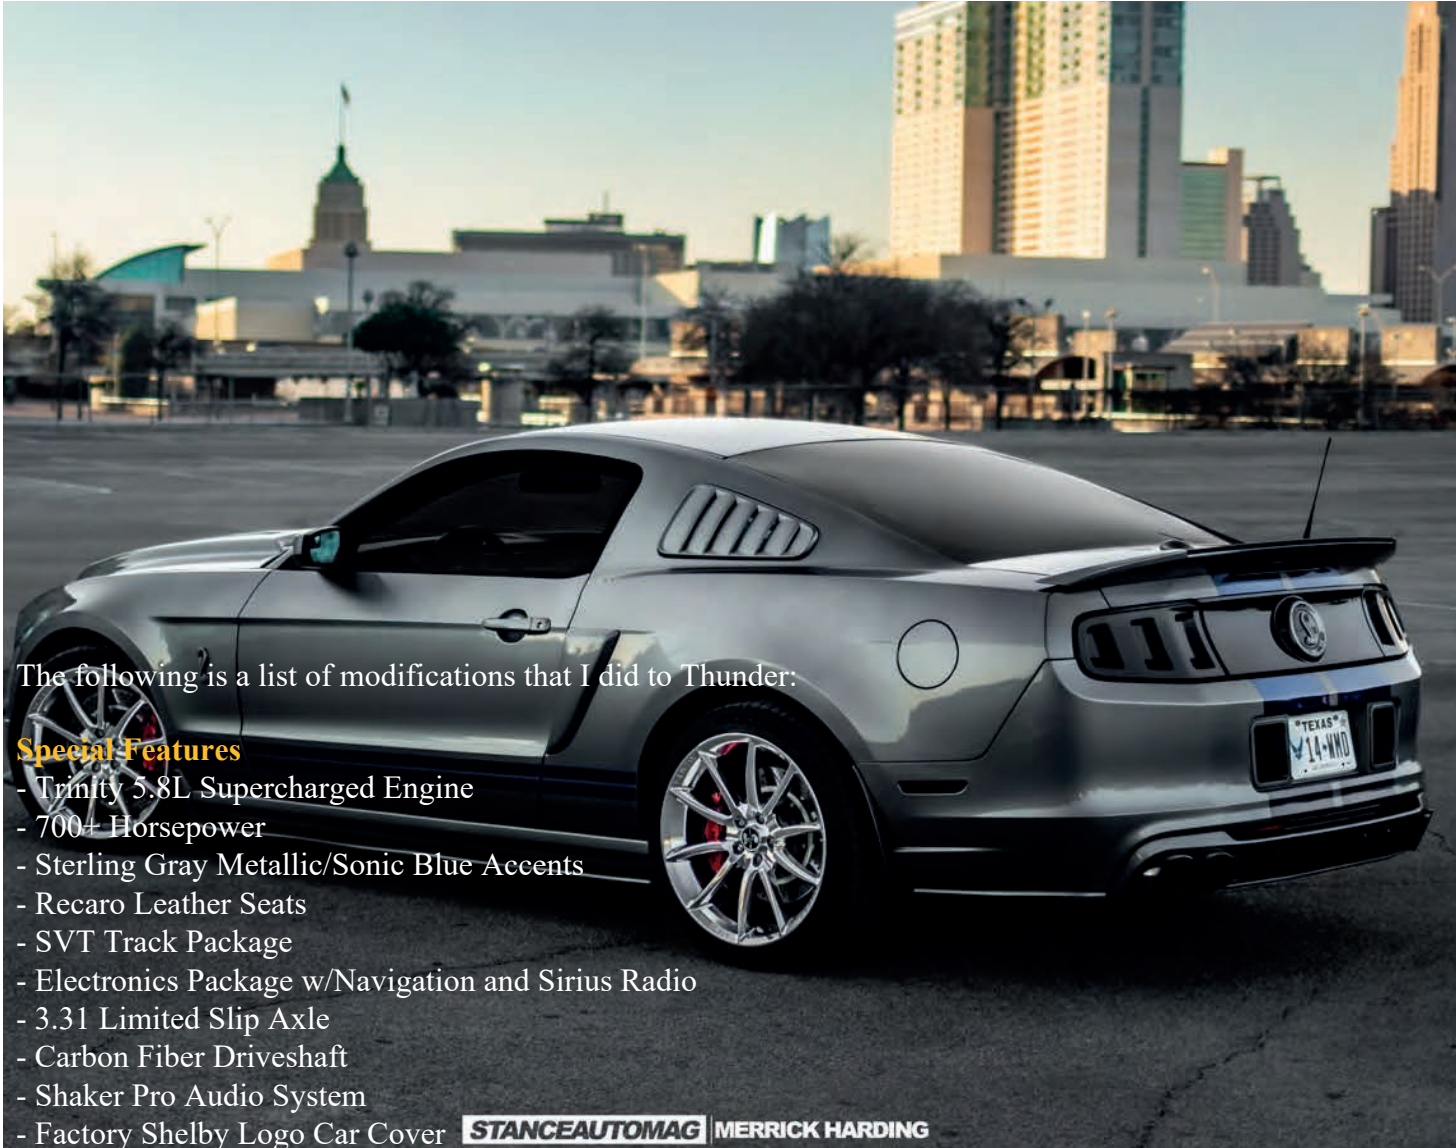 TEXAS
14-WMD
The following is a list of modifications that I did to Thunder:
Special Features
- Trinity 5.8L Supercharged Engine
- 700+ Horsepower
- Sterling Gray Metallic/Sonic Blue Accents
- Recaro Leather Seats
- SVT Track Package
- Electronics Package w/Navigation and Sirius Radio
- 3.31 Limited Slip Axle
- Carbon Fiber Driveshaft
- Shaker Pro Audio System
- Factory Shelby Logo Car Cover
STANCEAUTOMAG | MERRICK HARDING